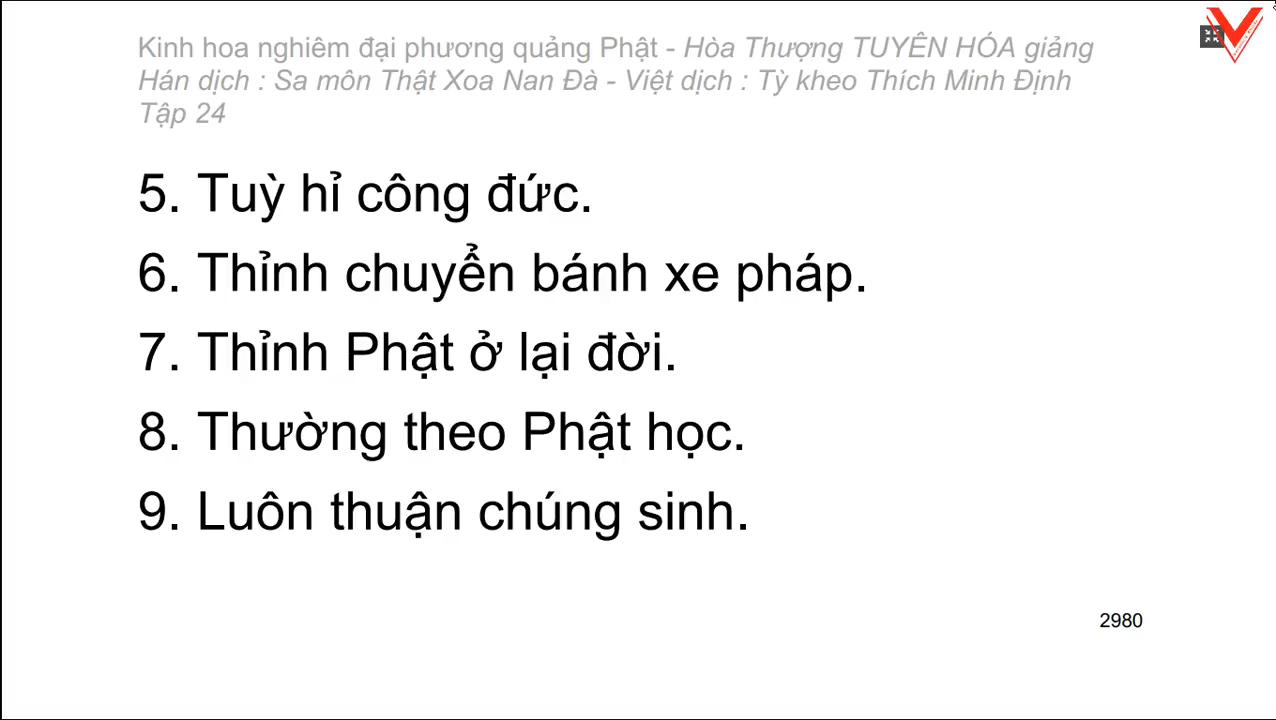 Kinh hoa nghiêm đại phương quảng Phật - Hòa Thượng TUYÊN HÓA giảng
Hán dịch : Sa môn Thật Xoa Nan Đà - Việt dịch : Tỳ kheo Thích Minh Định
Tập 24
5. Tuỳ hỉ công đức.
6. Thỉnh chuyển bánh xe pháp.
7. Thỉnh Phật ở lại đời.
8. Thường theo Phật học.
9. Luôn thuận chúng sinh.
2980